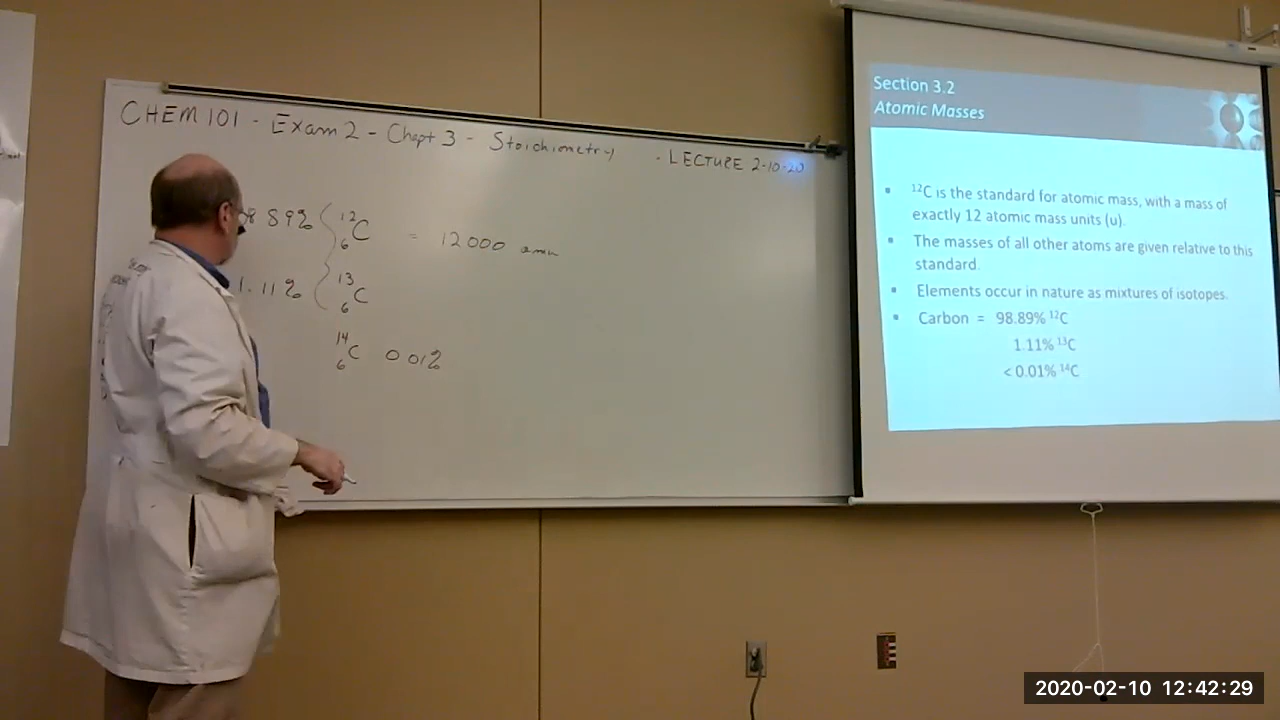 CHEM 101 - Exam 2 - Chapt 3 - Stoichiometry - LECTURE 2-10-20
8.89% { 12 6 C = 12.000 amu
1.11% 13 6 C
14 6 C 0.01%
Section 3.2
Atomic Masses
▪ 12C is the standard for atomic mass, with a mass of
exactly 12 atomic mass units (u).
▪ The masses of all other atoms are given relative to this
standard.
▪ Elements occur in nature as mixtures of isotopes.
▪ Carbon = 98.89% 12C
1.11% 13C
< 0.01% 14C
2020-02-10 12:42:29